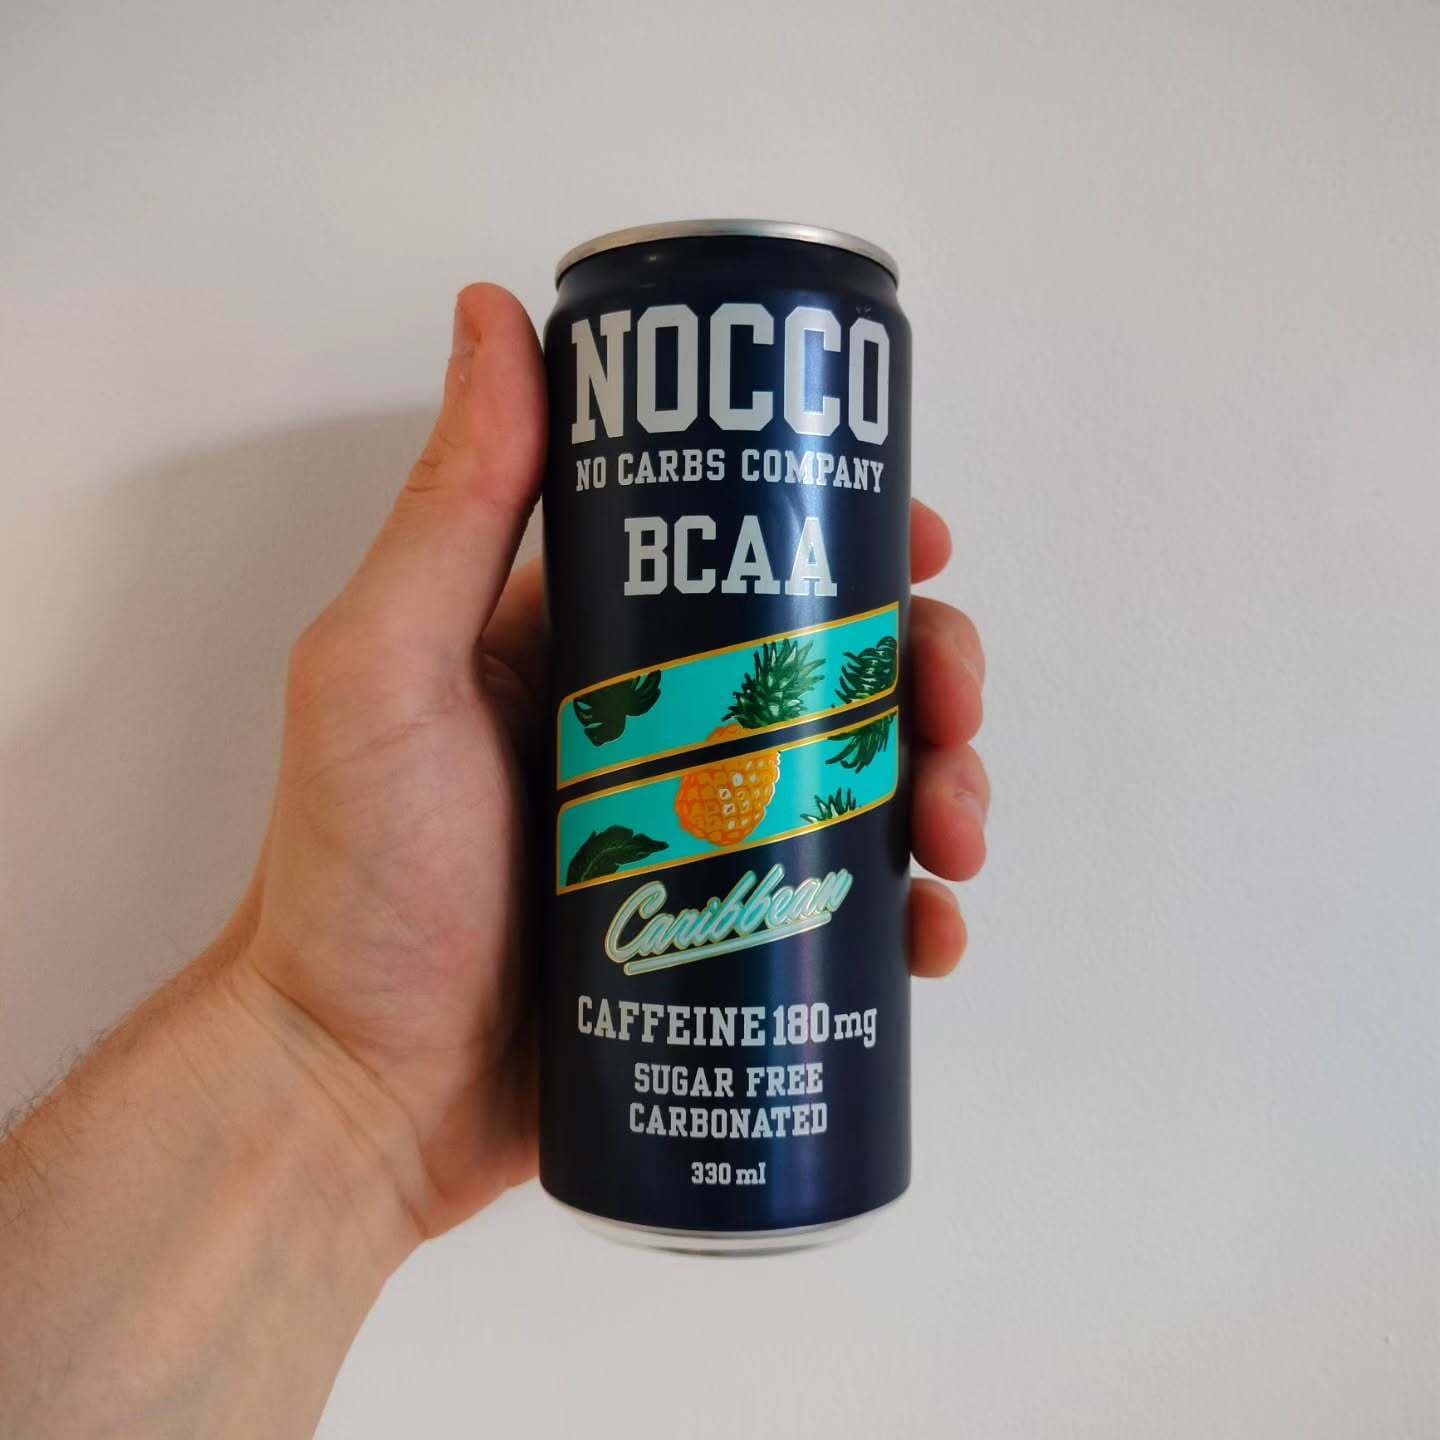 NOCCO
NO CARBS COMPANY
BCAA
Caribbean
CAFFEINE 180 mg
SUGAR FREE
CARBONATED
330 ml